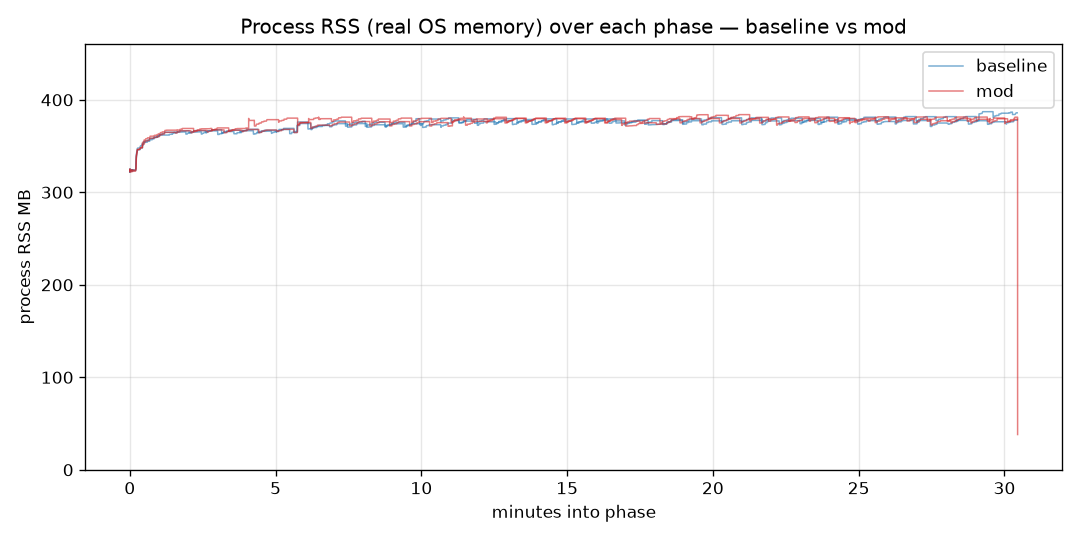 Process RSS (real OS memory) over each phase — baseline vs mod
baseline
mod
process RSS MB
400
300
200
100
0
0 5 10 15 20 25 30
minutes into phase